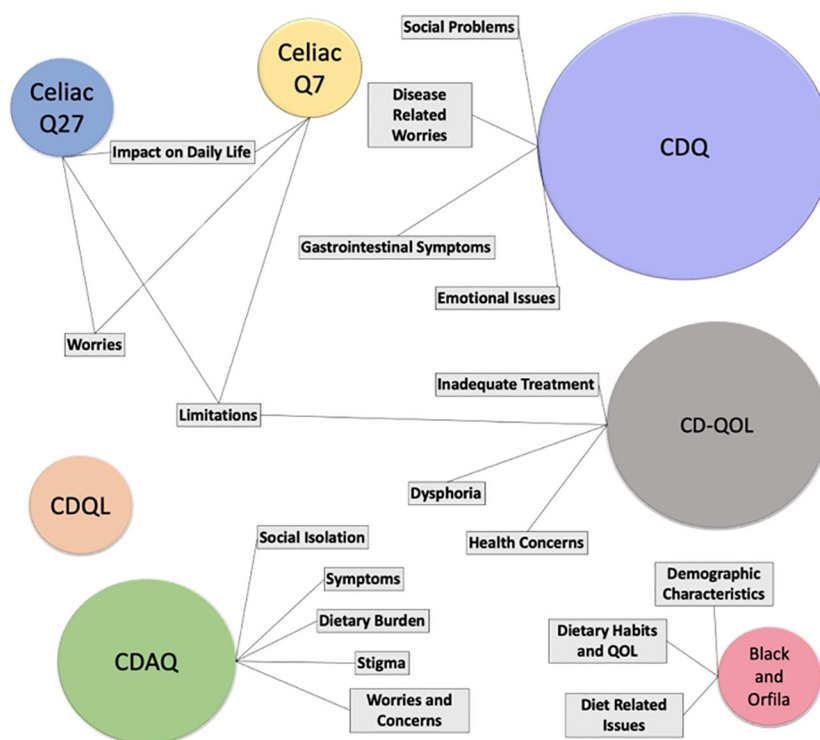 Celiac
Q27
Celiac
Q7
Impact on Daily Life
Worries
Limitations
Social Problems
Disease
Related
Worries
Gastrointestinal Symptoms
Emotional Issues
CDQ
Inadequate Treatment
Dysphoria
Health Concerns
CD-QOL
CDQL
CDAQ
Social Isolation
Symptoms
Dietary Burden
Stigma
Worries and
Concerns
Demographic
Characteristics
Dietary Habits
and QOL
Diet Related
Issues
Black
and
Orfila